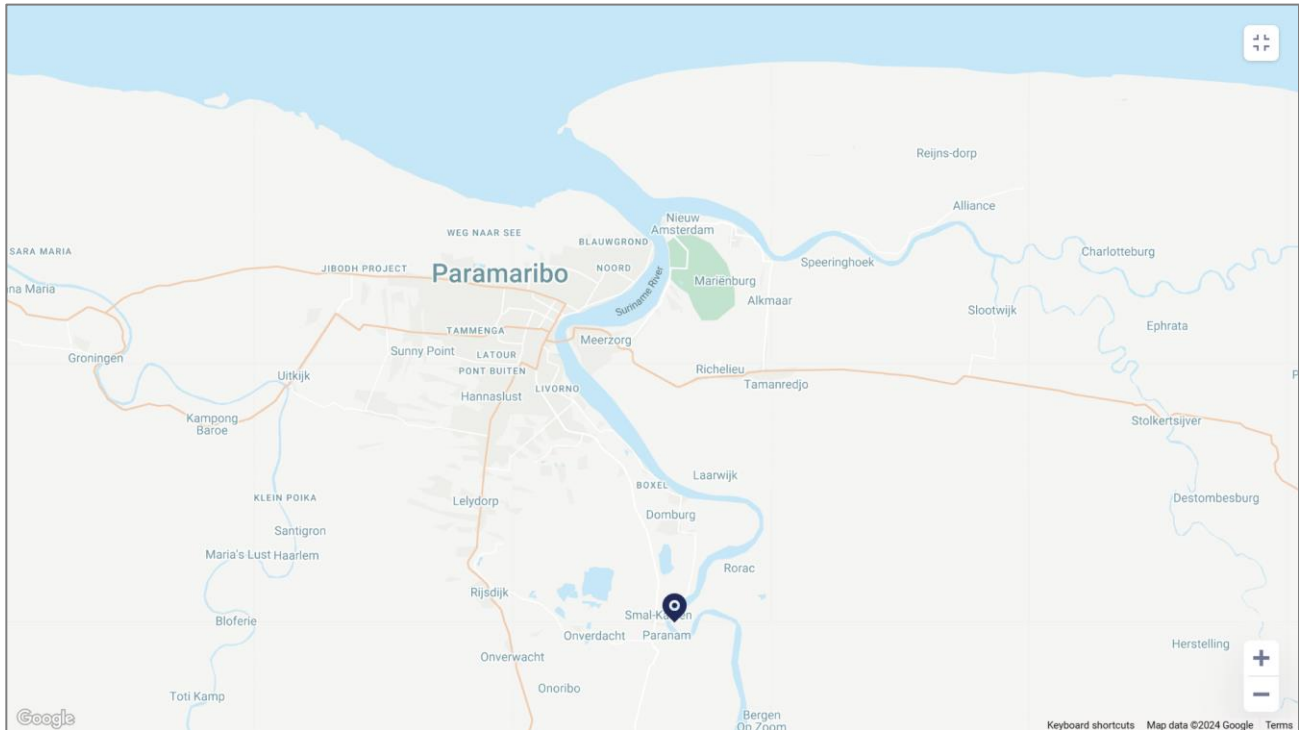 Reijns-dorp
Alliance
Nieuw
Amsterdam
WEG NAAR SEE
BLAUWGROND
SARA MARIA
Charlotteburg
JIBODH PROJECT
Paramaribo
NOORD
Speeringhoek
Mariënburg
na Maria
Suriname River
Alkmaar
Slootwijk
Ephrata
TAMMENGA
Meerzorg
Groningen
Sunny Point
LATOUR
PONT BUITEN
Richelieu
Uitkijk
Tamanredjo
P
LIVORNO
Hannaslust
Kampong
Baroe
Stolkertsijver
Laarwijk
BOXEL
KLEIN POIKA
Lelydorp
Destombesburg
Domburg
Santigron
Maria's Lust
Haarlem
Rorac
Rijsdijk
Bloferie
Onverdacht
Paranam
Herstelling
Onverwacht
Onoribo
Toti Kamp
Bergen
Op Zoom
Google
Keyboard shortcuts Map data ©2024 Google Terms